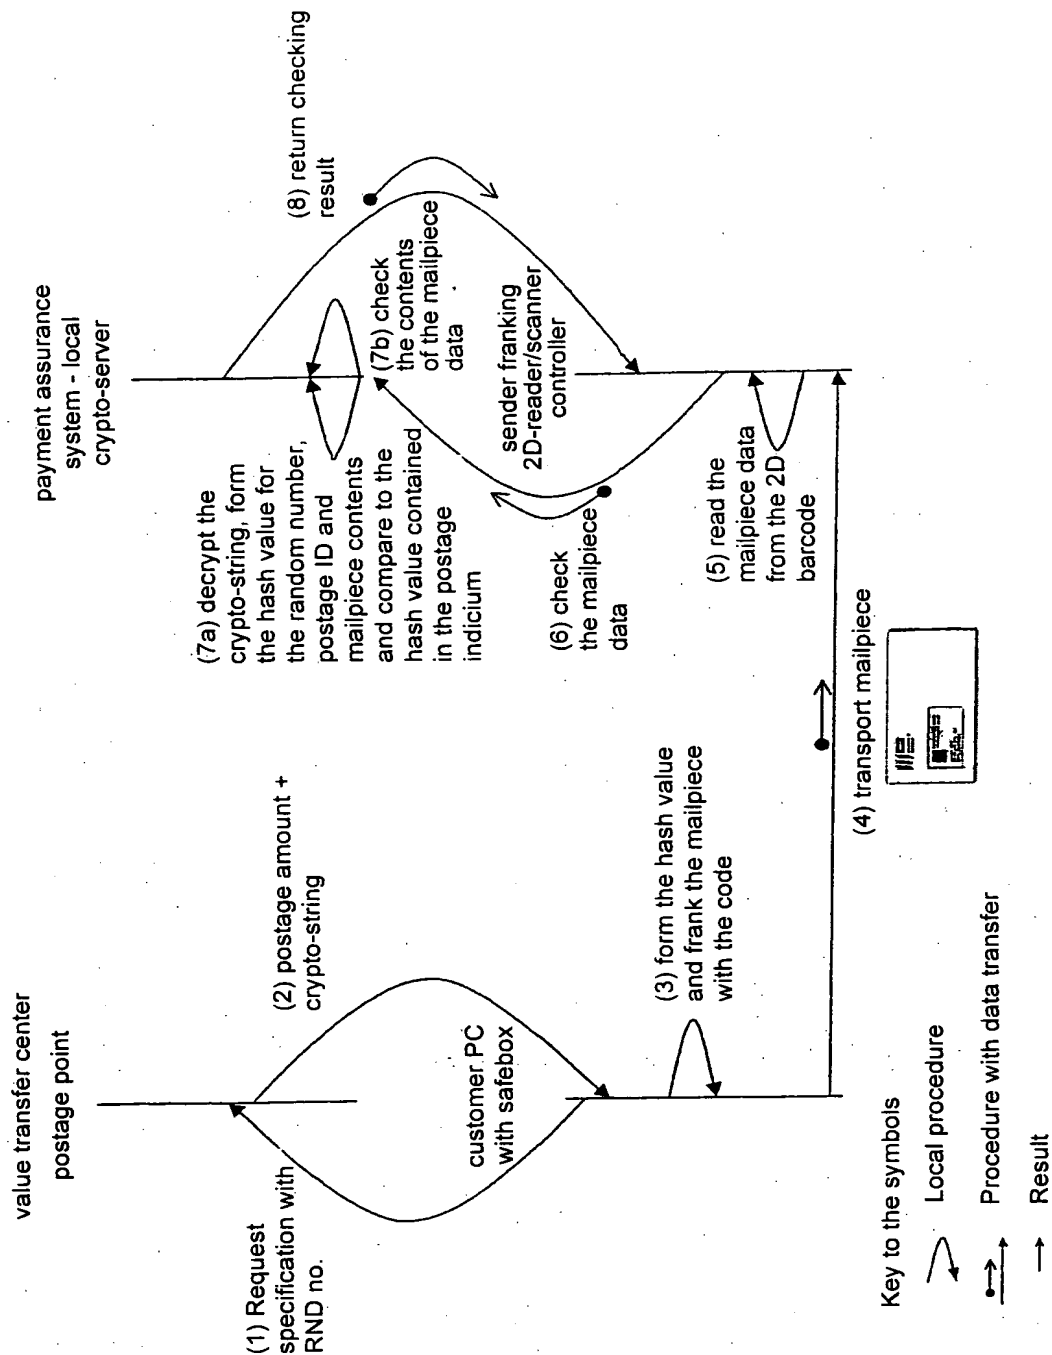 value transfer center
postage point
(1) Request
specification with
RND no.
(2) postage amount +
crypto-string
customer PC
with safebox
(3) form the hash value
and frank the mailpiece
with the code
(4) transport mailpiece
payment assurance
system - local
crypto-server
(7a) decrypt the
crypto-string, form
the hash value for
the random number,
postage ID and
mailpiece contents
and compare to the
hash value contained
in the postage
indicium
(7b) check
the contents
of the mailpiece
data
(8) return checking
result
sender franking
2D-reader/scanner
controller
(6) check
the mailpiece
data
(5) read the
mailpiece data
from the 2D
barcode
Key to the symbols
Local procedure
Procedure with data transfer
Result